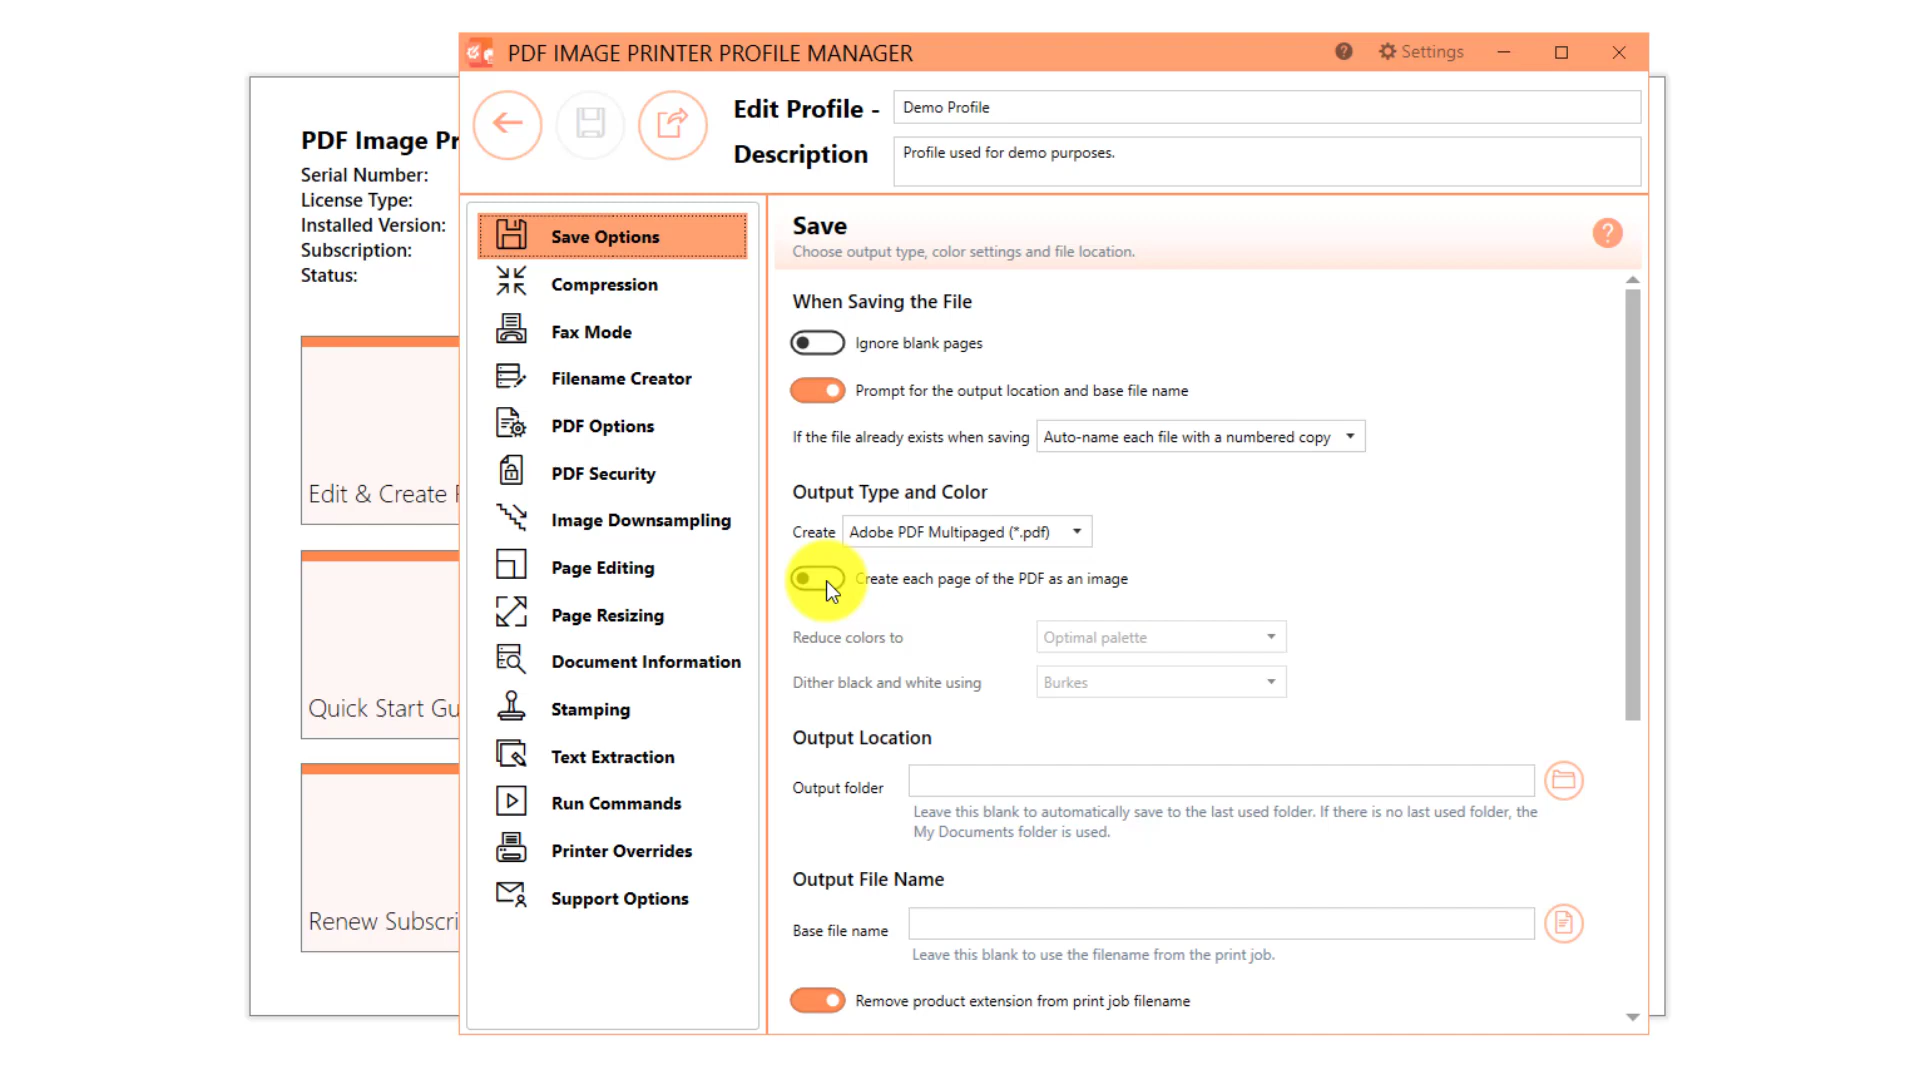 PDF IMAGE PRINTER PROFILE MANAGER
Settings
Edit Profile -
Demo Profile
Description
Profile used for demo purposes.
PDF Image Pr
Serial Number:
License Type:
Installed Version:
Subscription:
Status:
Edit & Create
Quick Start Gu
Renew Subscri
Save Options
Compression
Fax Mode
Filename Creator
PDF Options
PDF Security
Image Downsampling
Page Editing
Page Resizing
Document Information
Stamping
Text Extraction
Run Commands
Printer Overrides
Support Options
Save
Choose output type, color settings and file location.
When Saving the File
Ignore blank pages
Prompt for the output location and base file name
If the file already exists when saving Auto-name each file with a numbered copy
Output Type and Color
Create Adobe PDF Multipaged (*.pdf)
Create each page of the PDF as an image
Reduce colors to Optimal palette
Dither black and white using Burkes
Output Location
Output folder
Leave this blank to automatically save to the last used folder. If there is no last used folder, the
My Documents folder is used.
Output File Name
Base file name
Leave this blank to use the filename from the print job.
Remove product extension from print job filename